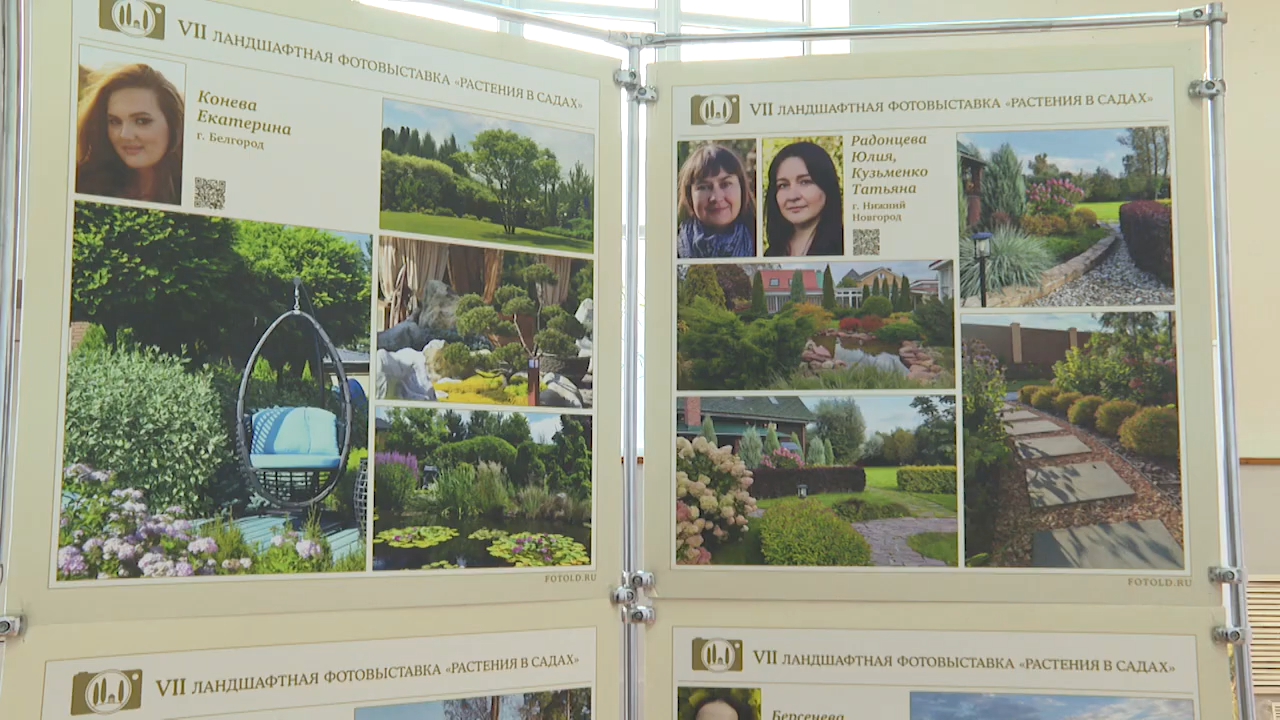 VII ЛАНДШАФТНАЯ ФОТОВЫСТАВКА «РАСТЕНИЯ В САДАХ»
Конева
Екатерина
г. Белгород
FOTOLD.RU
VII ЛАНДШАФТНАЯ ФОТОВЫСТАВКА «РАСТЕНИЯ В САДАХ»
Радонцева
Юлия,
Кузьменко
Татьяна
г. Нижний
Новгород
FOTOLD.RU
VII ЛАНДШАФТНАЯ ФОТОВЫСТАВКА «РАСТЕНИЯ В САДАХ»
VII ЛАНДШАФТНАЯ ФОТОВЫСТАВКА «РАСТЕНИЯ В САДАХ»
Берсенева